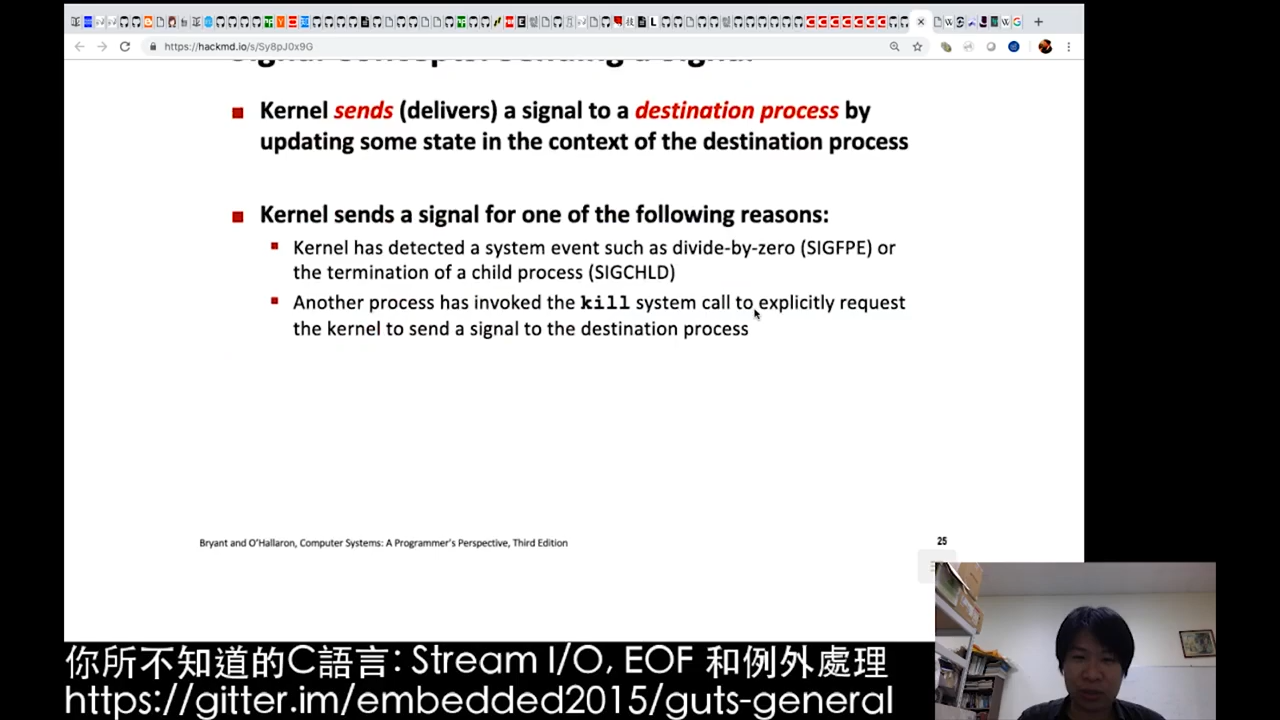 https://hackmd.io/s/Sy8pJ0x9G
Signal Concepts: Sending a Signal
Kernel sends (delivers) a signal to a destination process by
updating some state in the context of the destination process
Kernel sends a signal for one of the following reasons:
Kernel has detected a system event such as divide-by-zero (SIGFPE) or
the termination of a child process (SIGCHLD)
Another process has invoked the kill system call to explicitly request
the kernel to send a signal to the destination process
Bryant and O'Hallaron, Computer Systems: A Programmer's Perspective, Third Edition
25
你所不知道的C語言: Stream I/O, EOF 和例外處理
https://gitter.im/embedded2015/guts-general